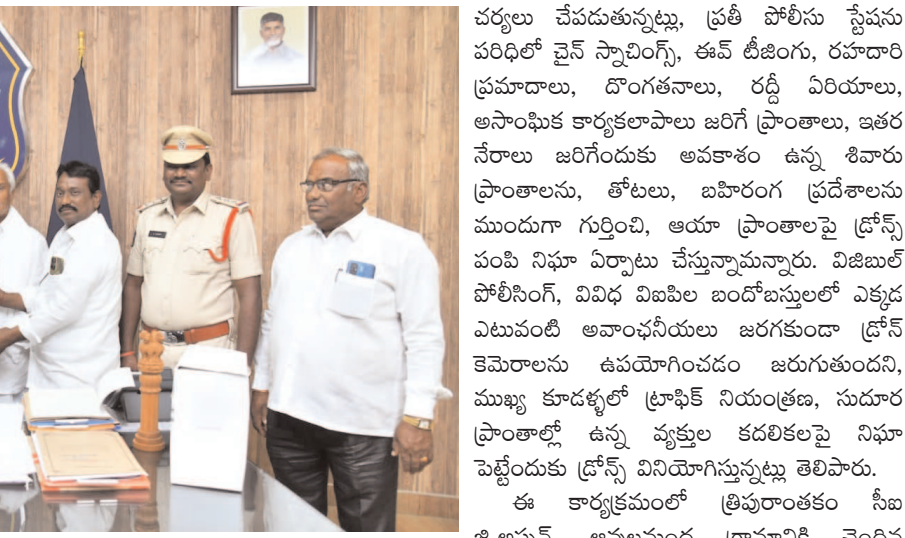 చర్యలు చేపడుతున్నట్లు, ప్రతీ పోలీసు స్టేషను
పరిధిలో చైన్ స్నాచింగ్స్, ఈవ్ టీజింగు, రహదారి
ప్రమాదాలు, దొంగతనాలు, రద్దీ ఏరియాలు,
అసాంఘిక కార్యకలాపాలు జరిగే ప్రాంతాలు, ఇతర
నేరాలు జరిగేందుకు అవకాశం ఉన్న శివారు
ప్రాంతాలను, తోటలు, బహిరంగ ప్రదేశాలను
ముందుగా గుర్తించి, ఆయా ప్రాంతాలపై డ్రోన్స్
పంపి నిఘా ఏర్పాటు చేస్తున్నామన్నారు. విజిబుల్
పోలీసింగ్, వివిధ విఐపిల బందోబస్తులలో ఎక్కడ
ఎటువంటి అవాంఛనీయలు జరగకుండా డ్రోన్
కెమెరాలను ఉపయోగించడం జరుగుతుందని,
ముఖ్య కూడళ్ళలో ట్రాఫిక్ నియంత్రణ, సుదూర
ప్రాంతాల్లో ఉన్న వ్యక్తుల కదలికలపై నిఘా
పెట్టేందుకు డ్రోన్స్ వినియోగిస్తున్నట్లు తెలిపారు.
ఈ కార్యక్రమంలో త్రిపురాంతకం సీఐ